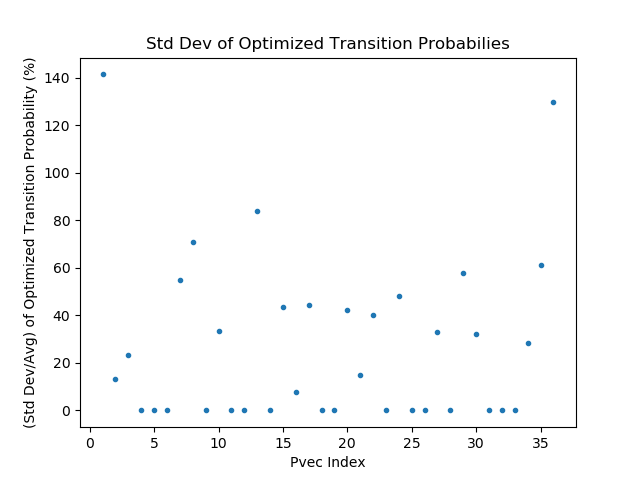 Std Dev of Optimized Transition Probabilies
(Std Dev/Avg) of Optimized Transition Probability (%)
140
120
100
80
60
40
20
0
0 5 10 15 20 25 30 35
Pvec Index